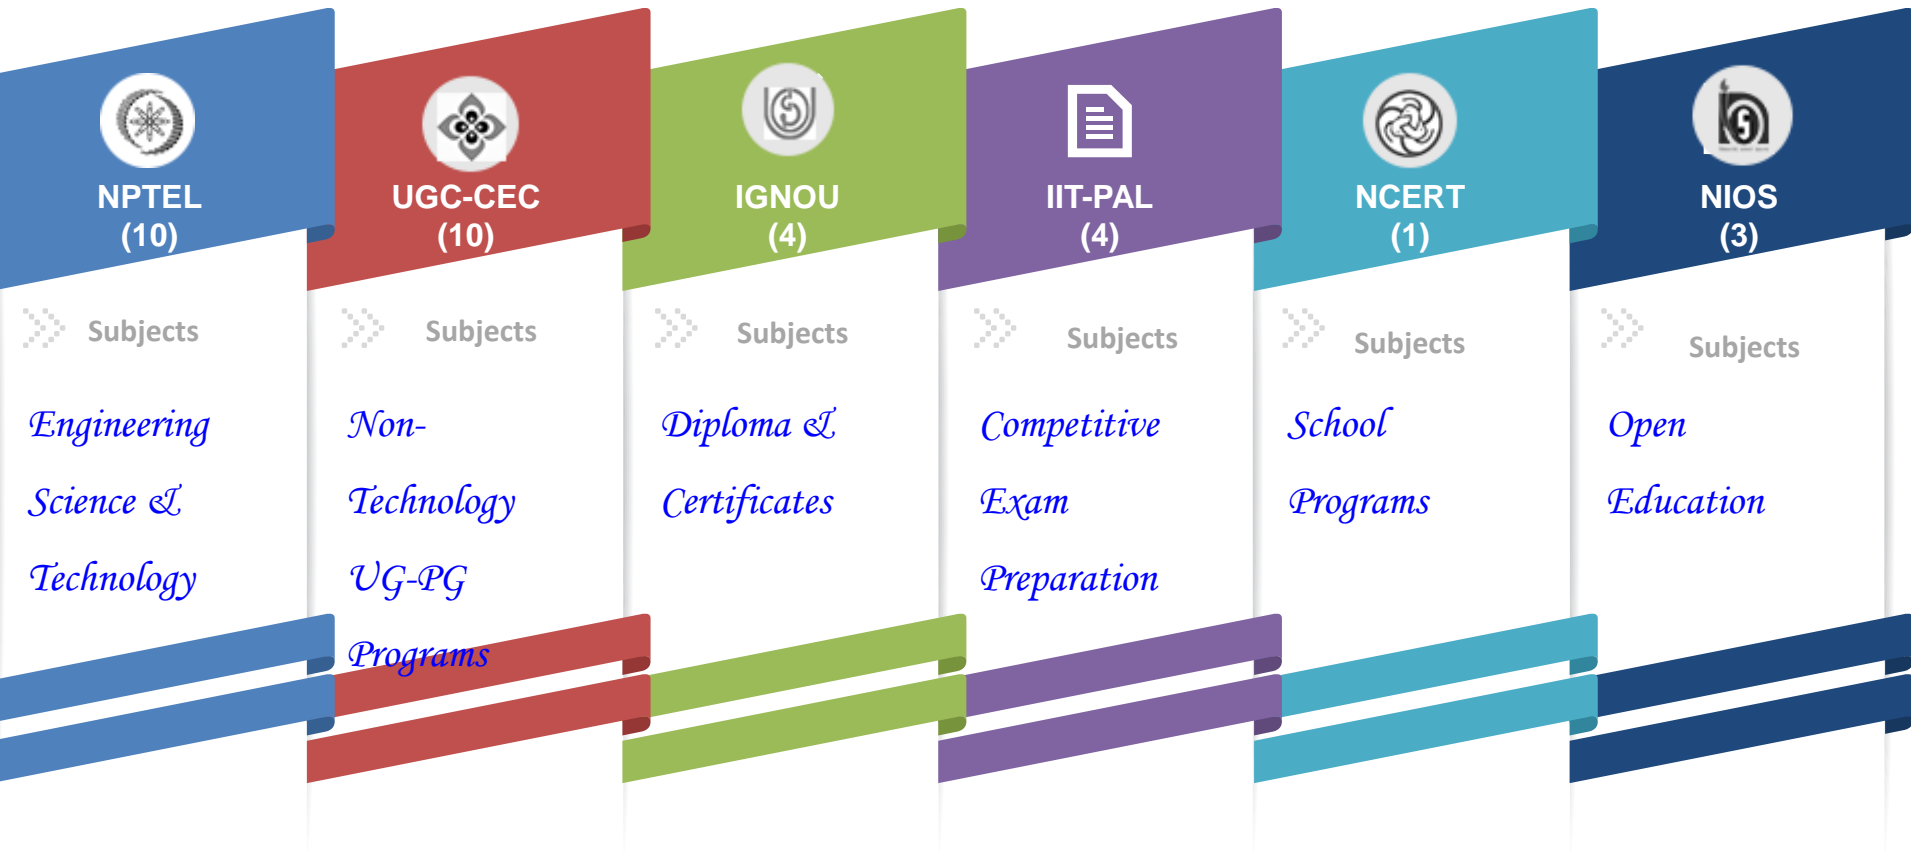 NPTEL
(10)
Subjects
Engineering
Science &
Technology
UGC-CEC
(10)
Subjects
Non-
Technology
UG-PG
Programs
IGNOU
(4)
Subjects
Diploma &
Certificates
IIT-PAL
(4)
Subjects
Competitive
Exam
Preparation
NCERT
(1)
Subjects
School
Programs
NIOS
(3)
Subjects
Open
Education